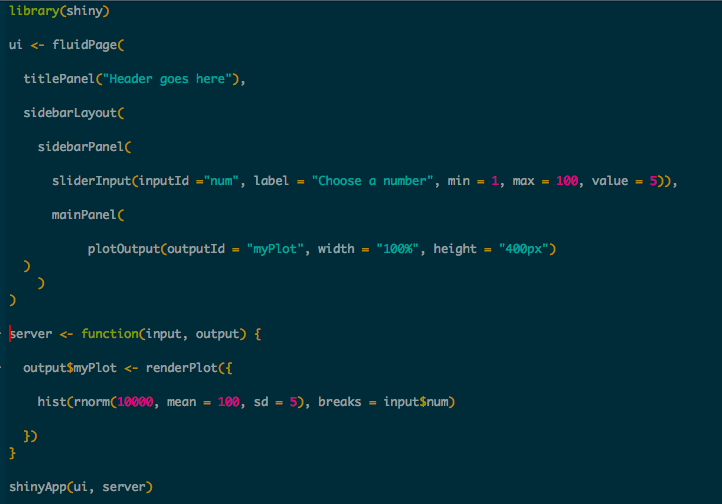 library(shiny)
ui <- fluidPage(
titlePanel("Header goes here"),
sidebarLayout(
sidebarPanel(
sliderInput(inputId ="num", label = "Choose a number", min = 1, max = 100, value = 5)),
mainPanel(
plotOutput(outputId = "myPlot", width = "100%", height = "400px")
)
)
)
server <- function(input, output) {
output$myPlot <- renderPlot({
hist(rnorm(10000, mean = 100, sd = 5), breaks = input$num)
})
}
shinyApp(ui, server)